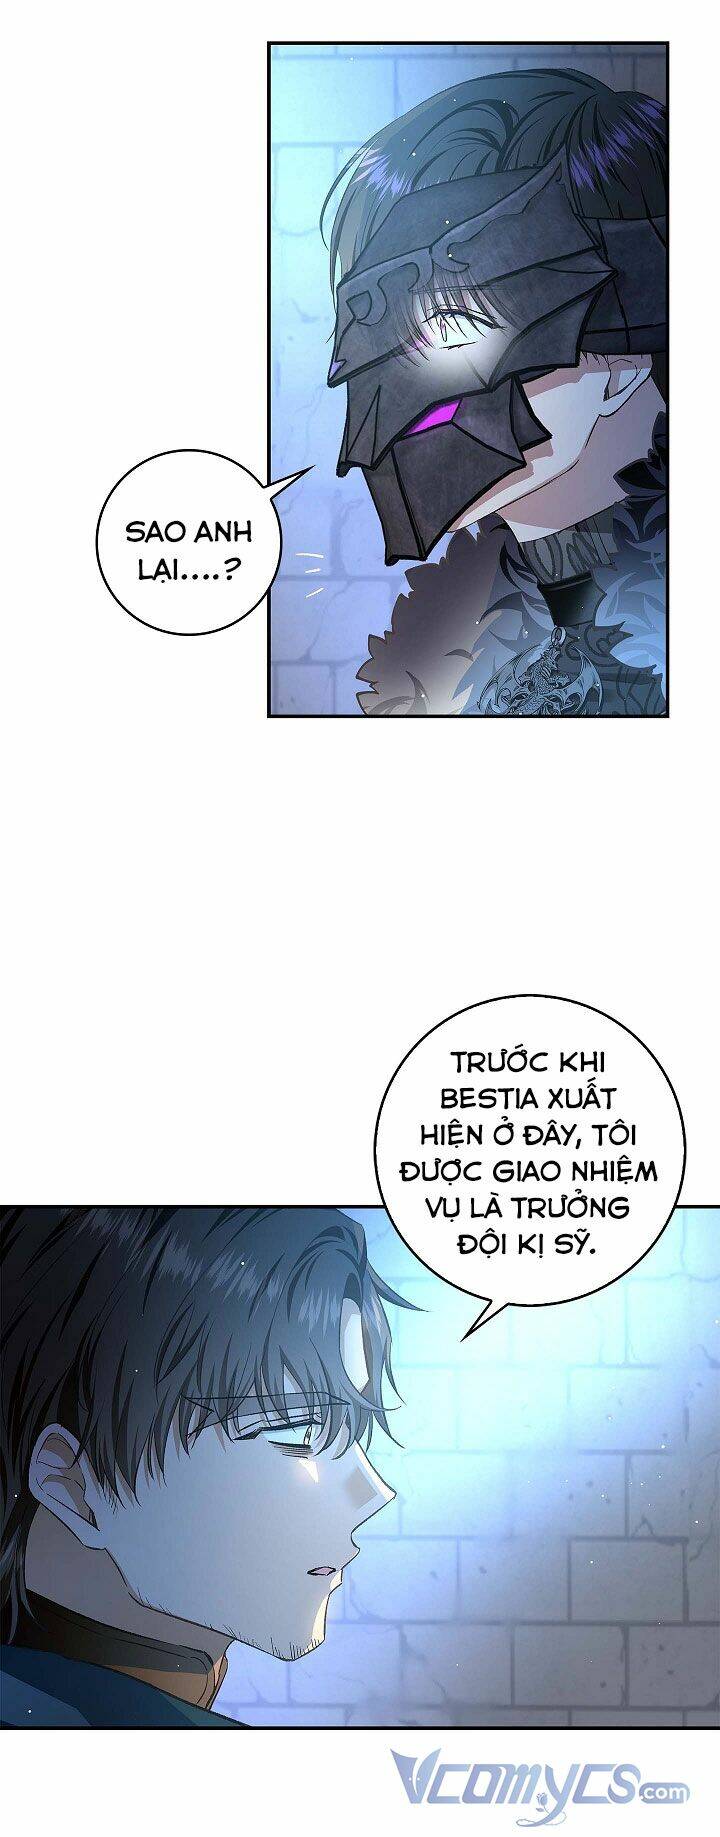 SAO ANH
LẠI....?
TRƯỚC KHI
BESTIA XUẤT
HIỆN Ở ĐÂY, TÔI
ĐƯỢC GIAO NHIỆM
VỤ LÀ TRƯỞNG
ĐỘI KỊ SỸ.
VCOMYCS.com